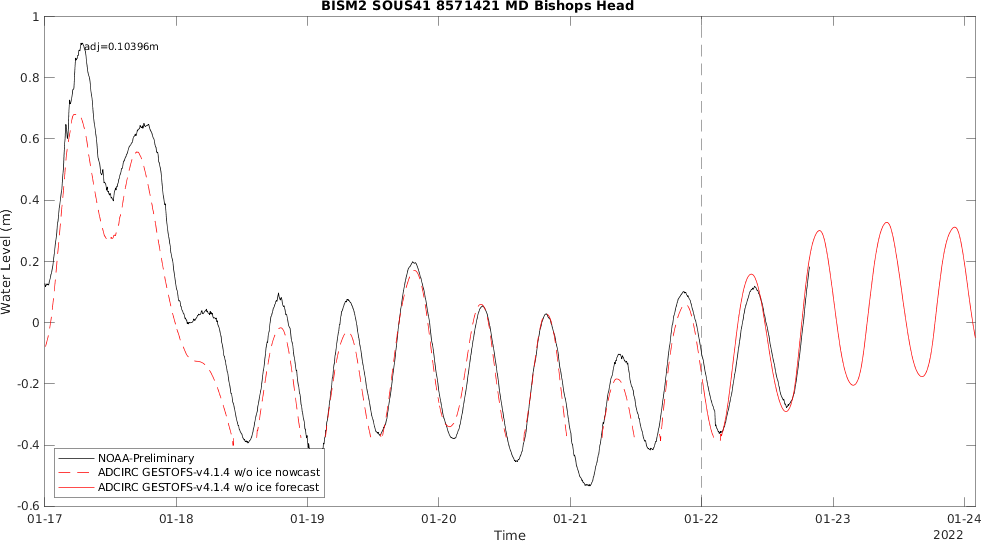 BISM2 SOUS41 8571421 MD Bishops Head
adj=0.10396m
Water Level (m)
1
0.8
0.6
0.4
0.2
0
-0.2
-0.4
-0.6
NOAA-Preliminary
ADCIRC GESTOFS-v4.1.4 w/o ice nowcast
ADCIRC GESTOFS-v4.1.4 w/o ice forecast
01-17 01-18 01-19 01-20 01-21 01-22 01-23 01-24
Time
2022